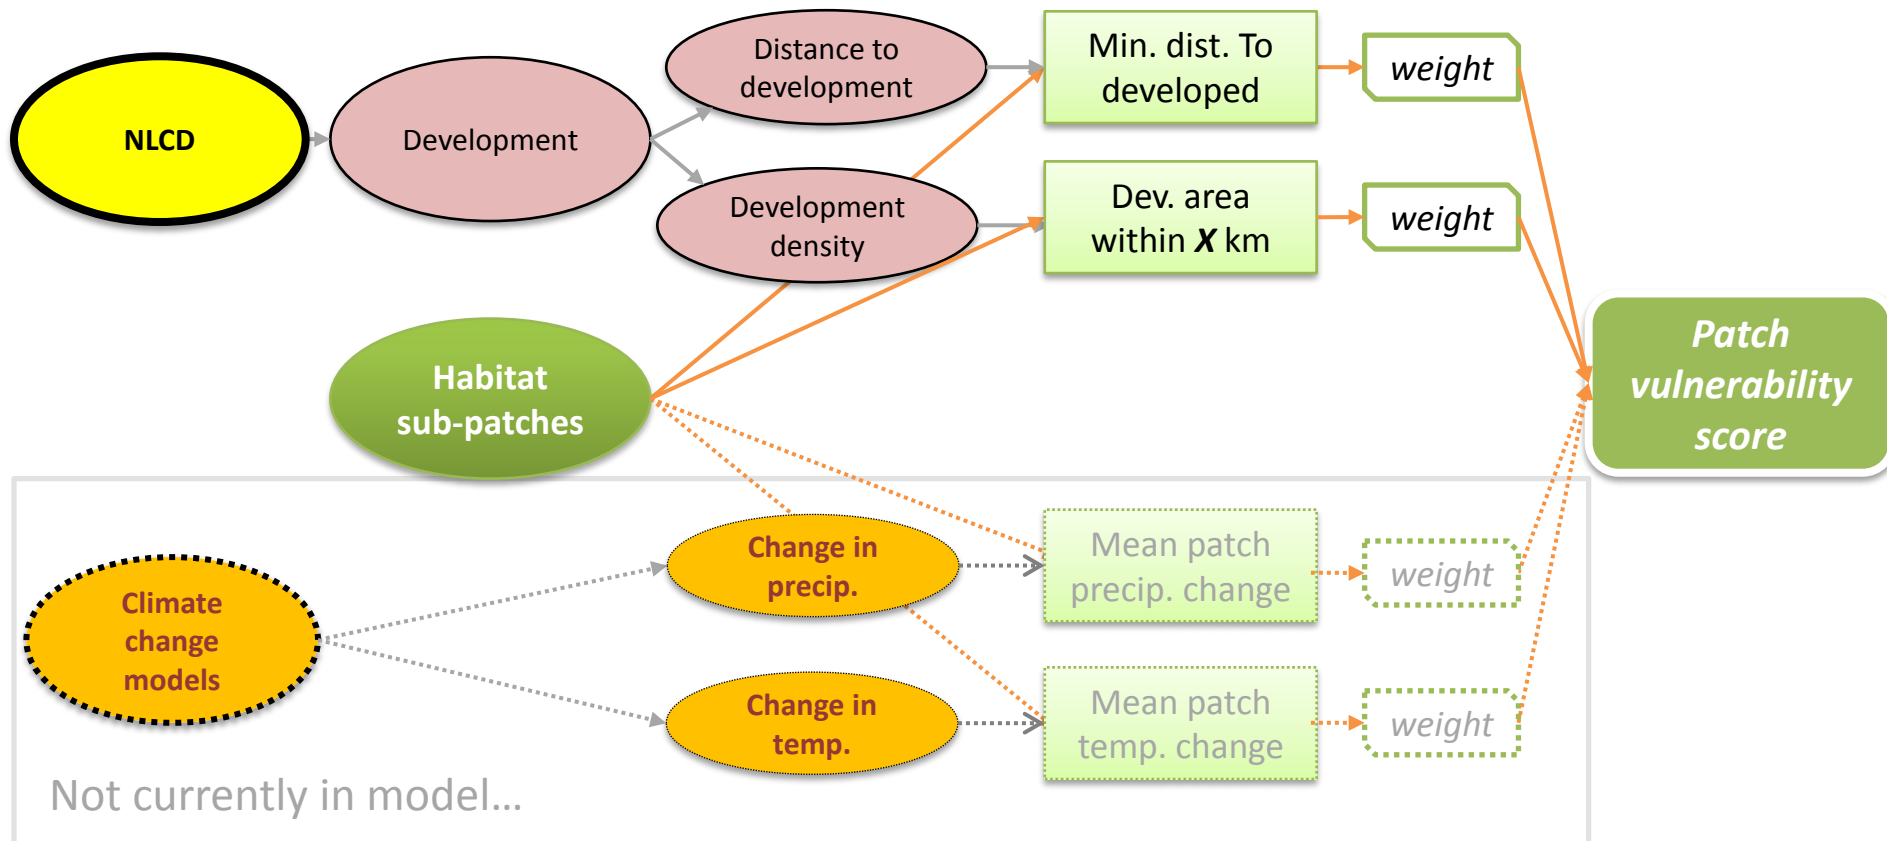 NLCD
Development
Distance to
development
Min. dist. To
developed
weight
Development
density
Dev. area
within X km
weight
Habitat
sub-patches
Patch
vulnerability
score
Climate
change
models
Change in
precip.
Mean patch
precip. change
weight
Change in
temp.
Mean patch
temp. change
weight
Not currently in model...